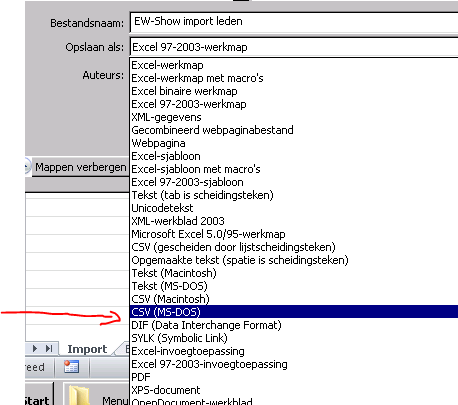 Bestandsnaam: EW-Show import leden
Opslaan als: Excel 97-2003-werkmap
Auteurs:
Excel-werkmap
Excel-werkmap met macro's
Excel binaire werkmap
Excel 97-2003-werkmap
XML-gegevens
Gecombineerd webpaginabestand
Webpagina
Excel-sjabloon
Excel-sjabloon met macro's
Excel 97-2003-sjabloon
Tekst (tab is scheidingsteken)
Unicodetekst
XML-werkblad 2003
Microsoft Excel 5.0/95-werkmap
CSV (gescheiden door lijstscheidingsteken)
Opgemaakte tekst (spatie is scheidingsteken)
Tekst (Macintosh)
Tekst (MS-DOS)
CSV (Macintosh)
CSV (MS-DOS)
DIF (Data Interchange Format)
SYLK (Symbolic Link)
Excel-invoegtoepassing
Excel 97-2003-invoegtoepassing
PDF
XPS-document
OpenDocument-werkblad
Mappen verbergen
Import
reed
Start
Menu